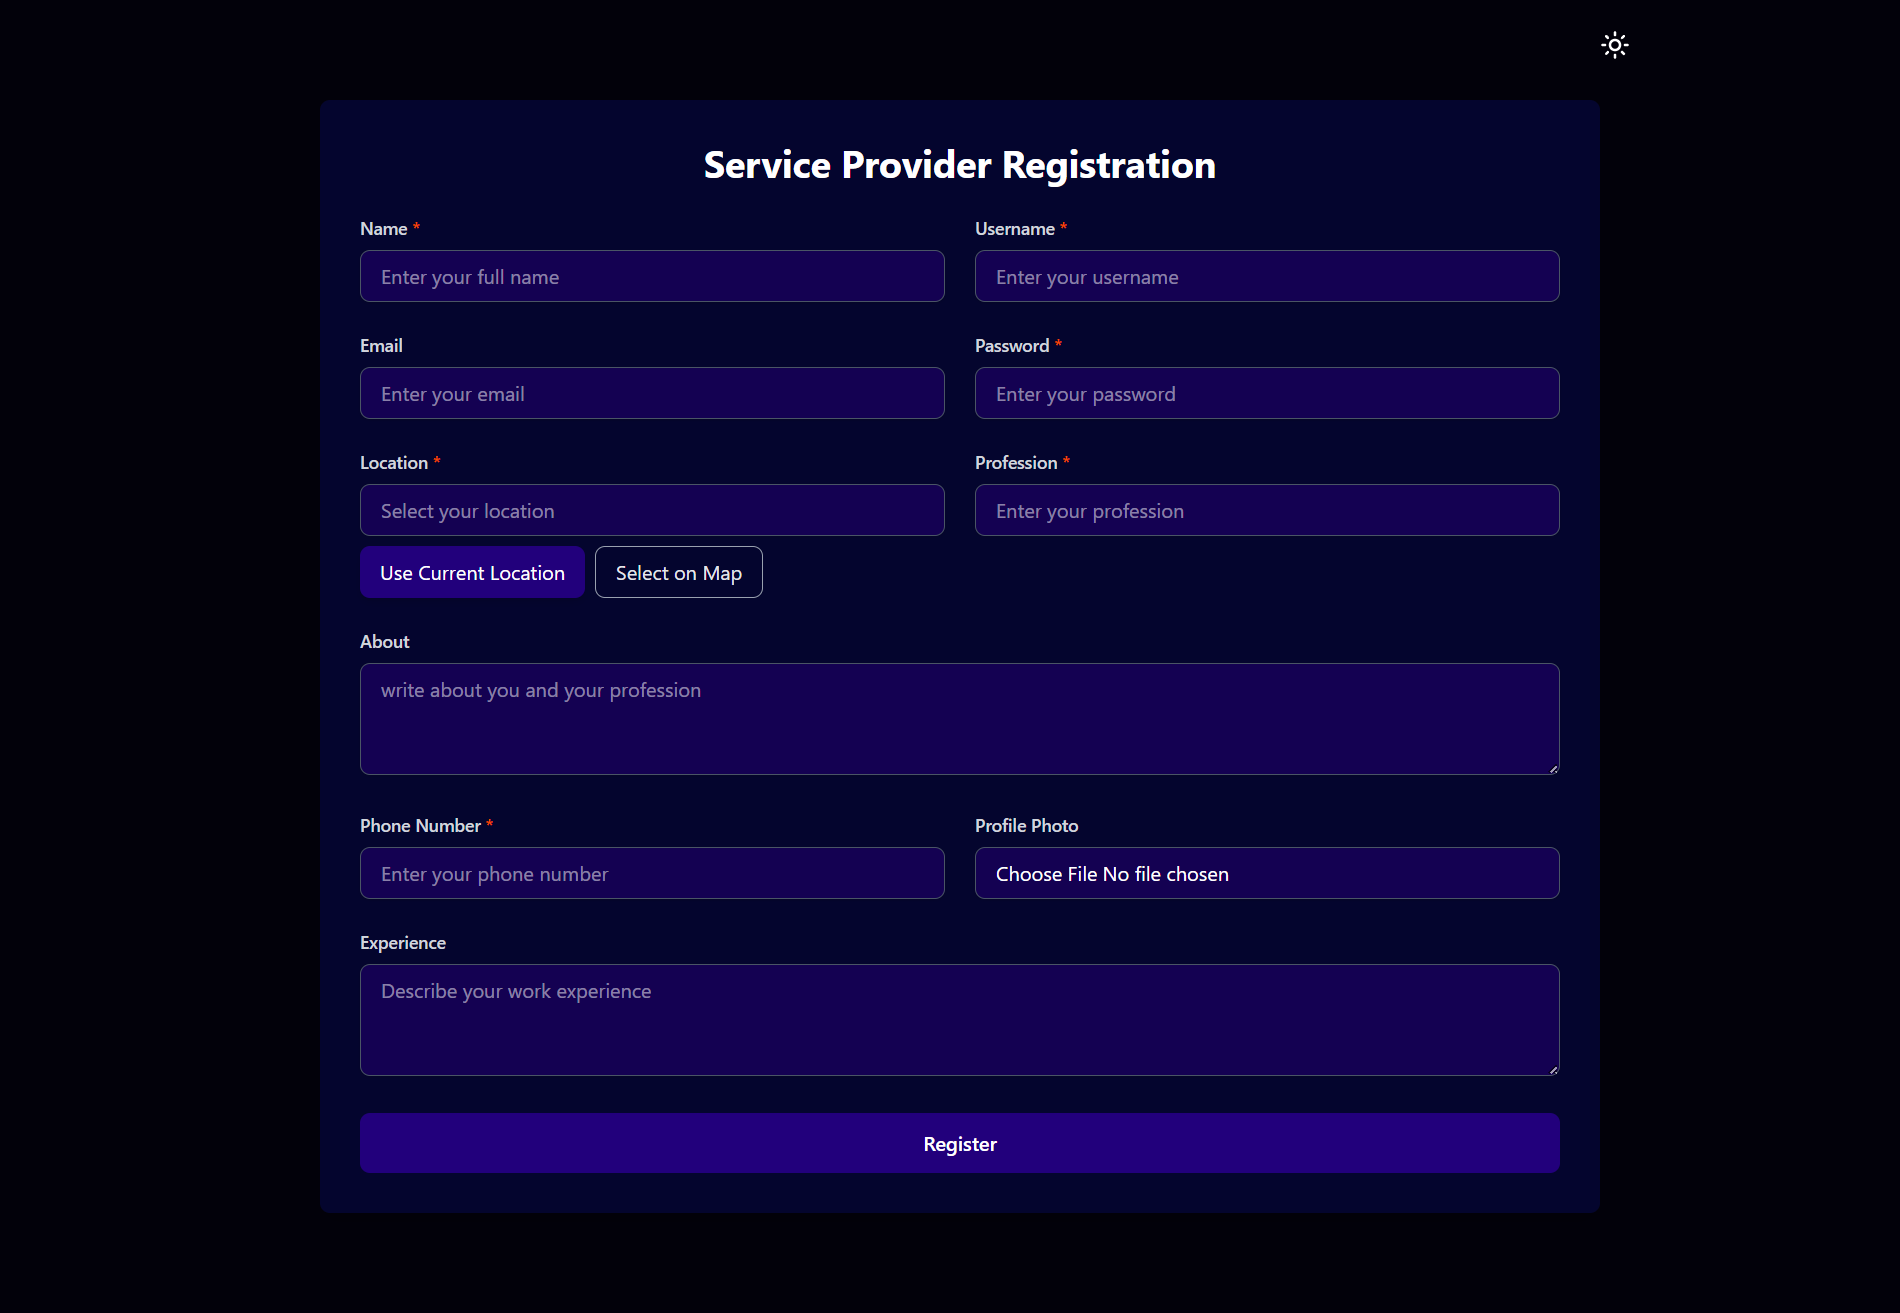 Service Provider Registration
Name *
Username *
Enter your full name
Enter your username
Email
Password *
Enter your email
Enter your password
Location *
Profession *
Select your location
Enter your profession
Use Current Location
Select on Map
About
write about you and your profession
Phone Number *
Profile Photo
Enter your phone number
Choose File No file chosen
Experience
Describe your work experience
Register